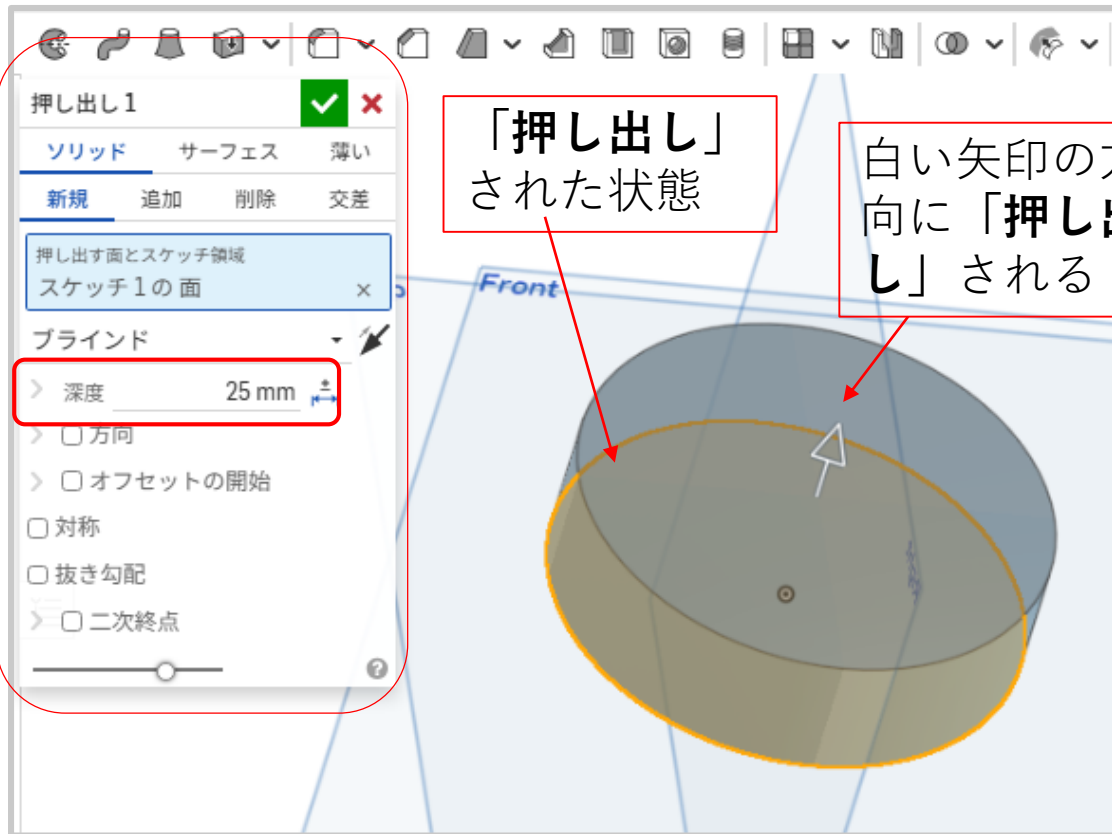 押し出し 1
ソリッド サーフェス 薄い
新規 追加 削除 交差
押し出す面とスケッチ領域
スケッチ 1 の 面
ブラインド
深度 25 mm
方向
オフセットの開始
対称
抜き勾配
二次終点
「押し出し」
された状態
白い矢印の方
向に「押し出
し」される
Front